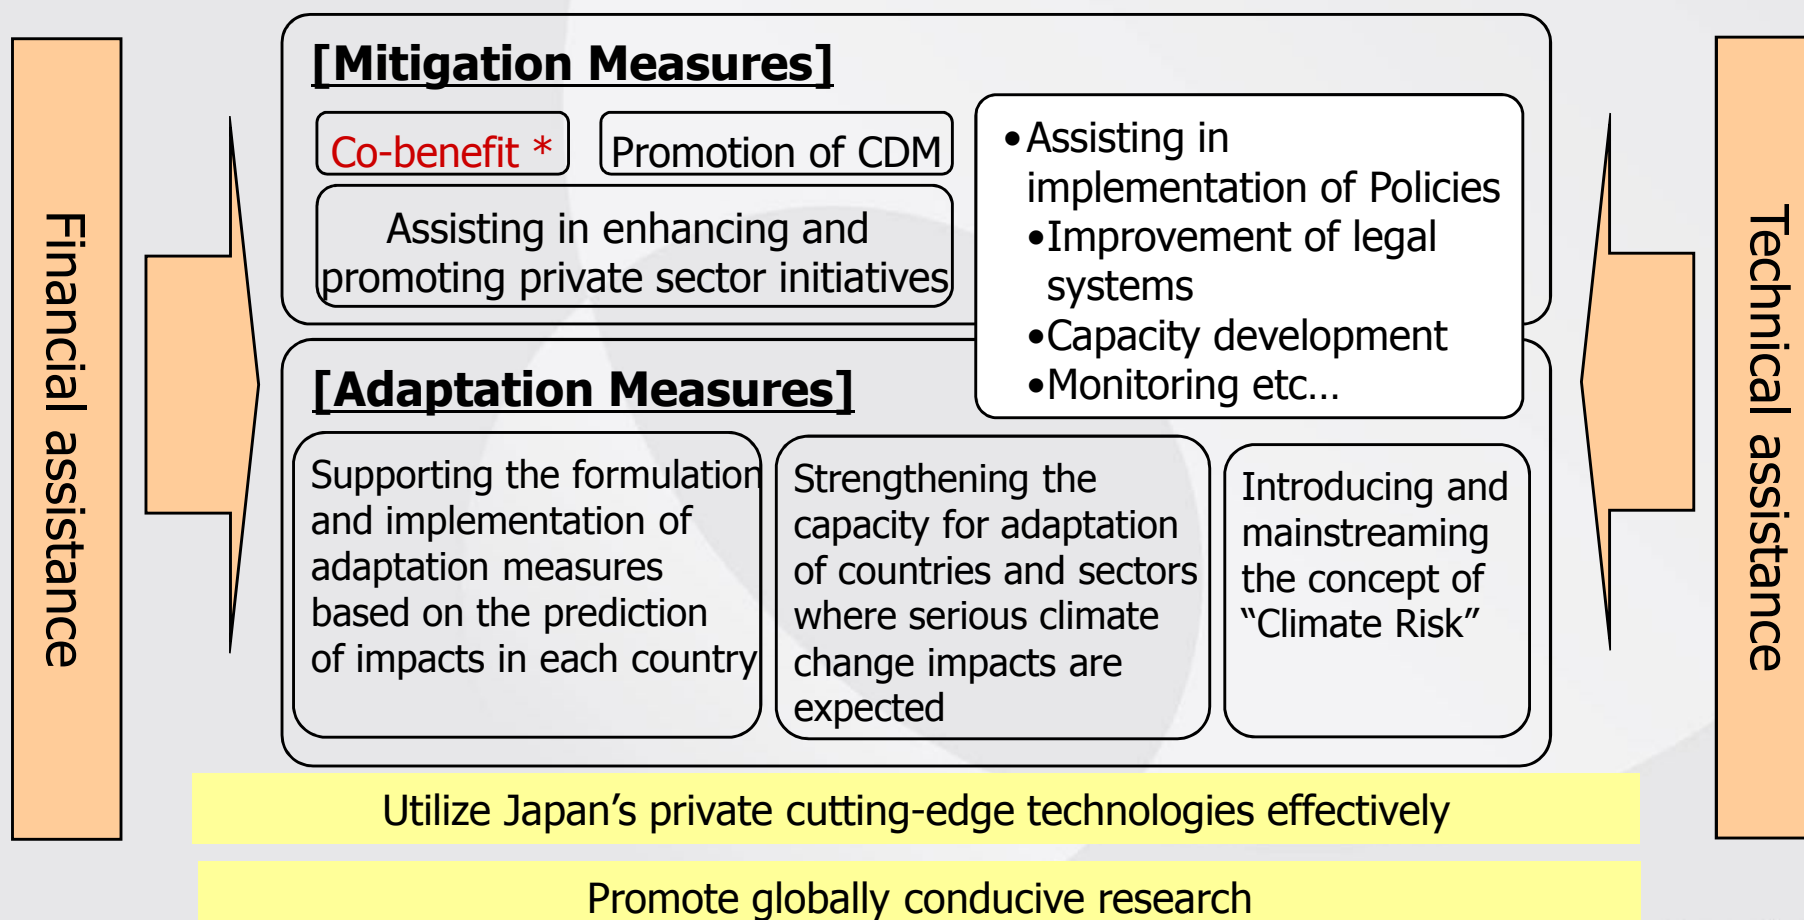 Financial assistance
[Mitigation Measures]
Co-benefit *
Promotion of CDM
Assisting in enhancing and
promoting private sector initiatives
•Assisting in
implementation of Policies
•Improvement of legal
systems
•Capacity development
•Monitoring etc…
[Adaptation Measures]
Supporting the formulation
and implementation of
adaptation measures
based on the prediction
of impacts in each country
Strengthening the
capacity for adaptation
of countries and sectors
where serious climate
change impacts are
expected
Introducing and
mainstreaming
the concept of
“Climate Risk”
Technical assistance
Utilize Japan’s private cutting-edge technologies effectively
Promote globally conducive research